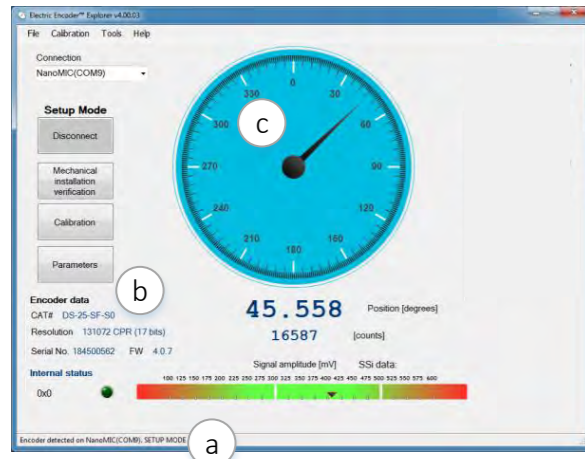 Electric Encoder™ Explorer v4.00.03
File Calibration Tools Help
Connection
NanoMIC(COM9)
Setup Mode
Disconnect
Mechanical
installation
verification
Calibration
Parameters
0
30
60
90
120
160
180
210
240
270
300
330
c
b
Encoder data
CAT# DS-25-SF-S0
Resolution 131072 CPR (17 bits)
Serial No. 184500562 FW 4.0.7
45.558 Position [degrees]
16587 [counts]
Internal status
0x0
Signal amplitude [mV] SSi data:
100 125 150 175 200 225 250 275 300 325 350 375 400 425 450 475 500 525 550 575 600
Encoder detected on NanoMIC(COM9). SETUP MODE
a